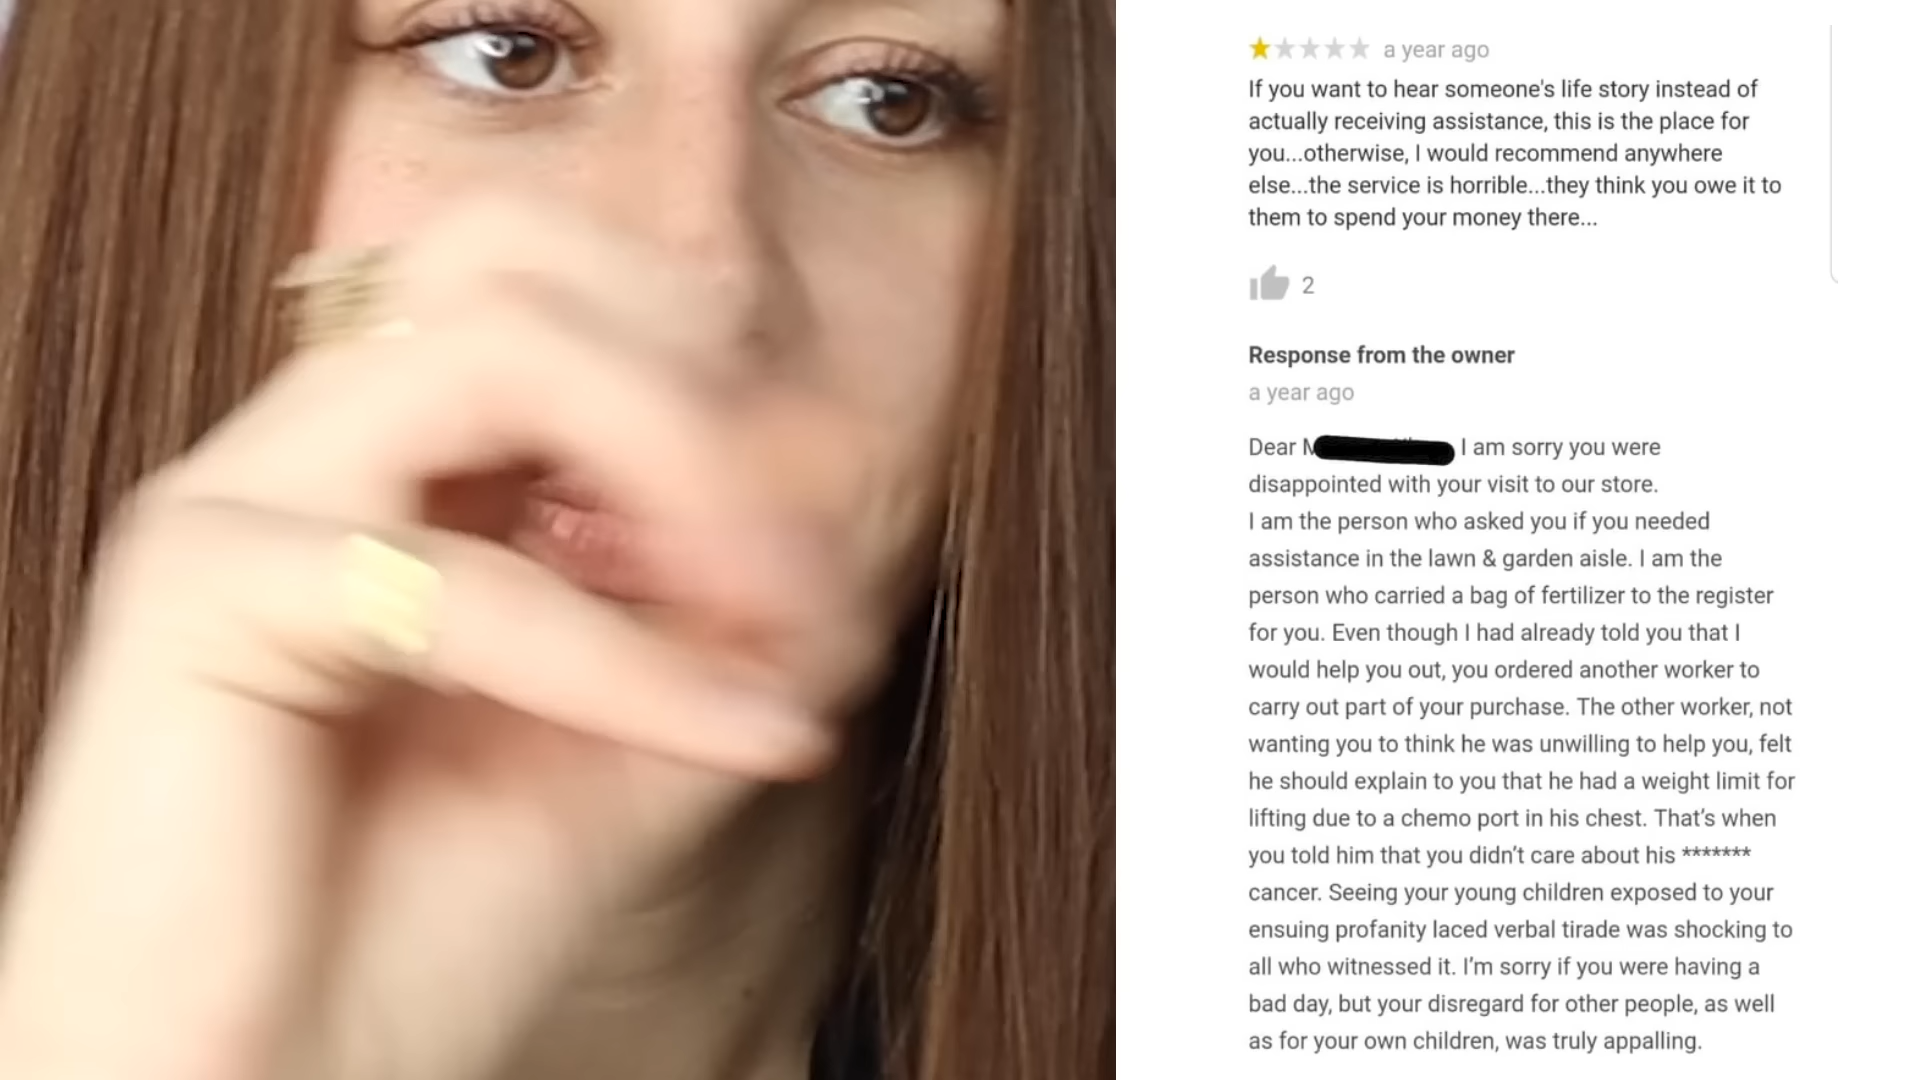 a year ago
If you want to hear someone's life story instead of
actually receiving assistance, this is the place for
you...otherwise, I would recommend anywhere
else...the service is horrible...they think you owe it to
them to spend your money there...
2
Response from the owner
a year ago
Dear M I am sorry you were
disappointed with your visit to our store.
I am the person who asked you if you needed
assistance in the lawn & garden aisle. I am the
person who carried a bag of fertilizer to the register
for you. Even though I had already told you that I
would help you out, you ordered another worker to
carry out part of your purchase. The other worker, not
wanting you to think he was unwilling to help you, felt
he should explain to you that he had a weight limit for
lifting due to a chemo port in his chest. That’s when
you told him that you didn’t care about his *******
cancer. Seeing your young children exposed to your
ensuing profanity laced verbal tirade was shocking to
all who witnessed it. I’m sorry if you were having a
bad day, but your disregard for other people, as well
as for your own children, was truly appalling.